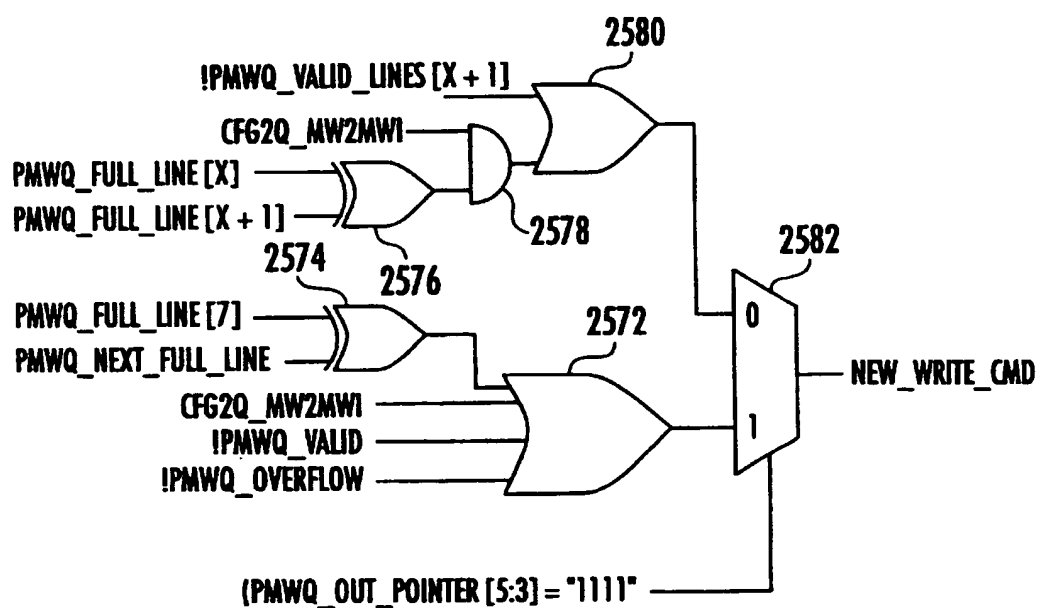 2580
!PMWQ_VALID_LINES [X + 1]
CFG2Q_MW2MWI
PMWQ_FULL_LINE [X]
PMWQ_FULL_LINE [X + 1]
2578
2574
2576
2582
PMWQ_FULL_LINE [7]
2572
0
PMWQ_NEXT_FULL_LINE
NEW_WRITE_CMD
CFG2Q_MW2MWI
1
!PMWQ_VALID
!PMWQ_OVERFLOW
(PMWQ_OUT_POINTER [5:3] = "1111"